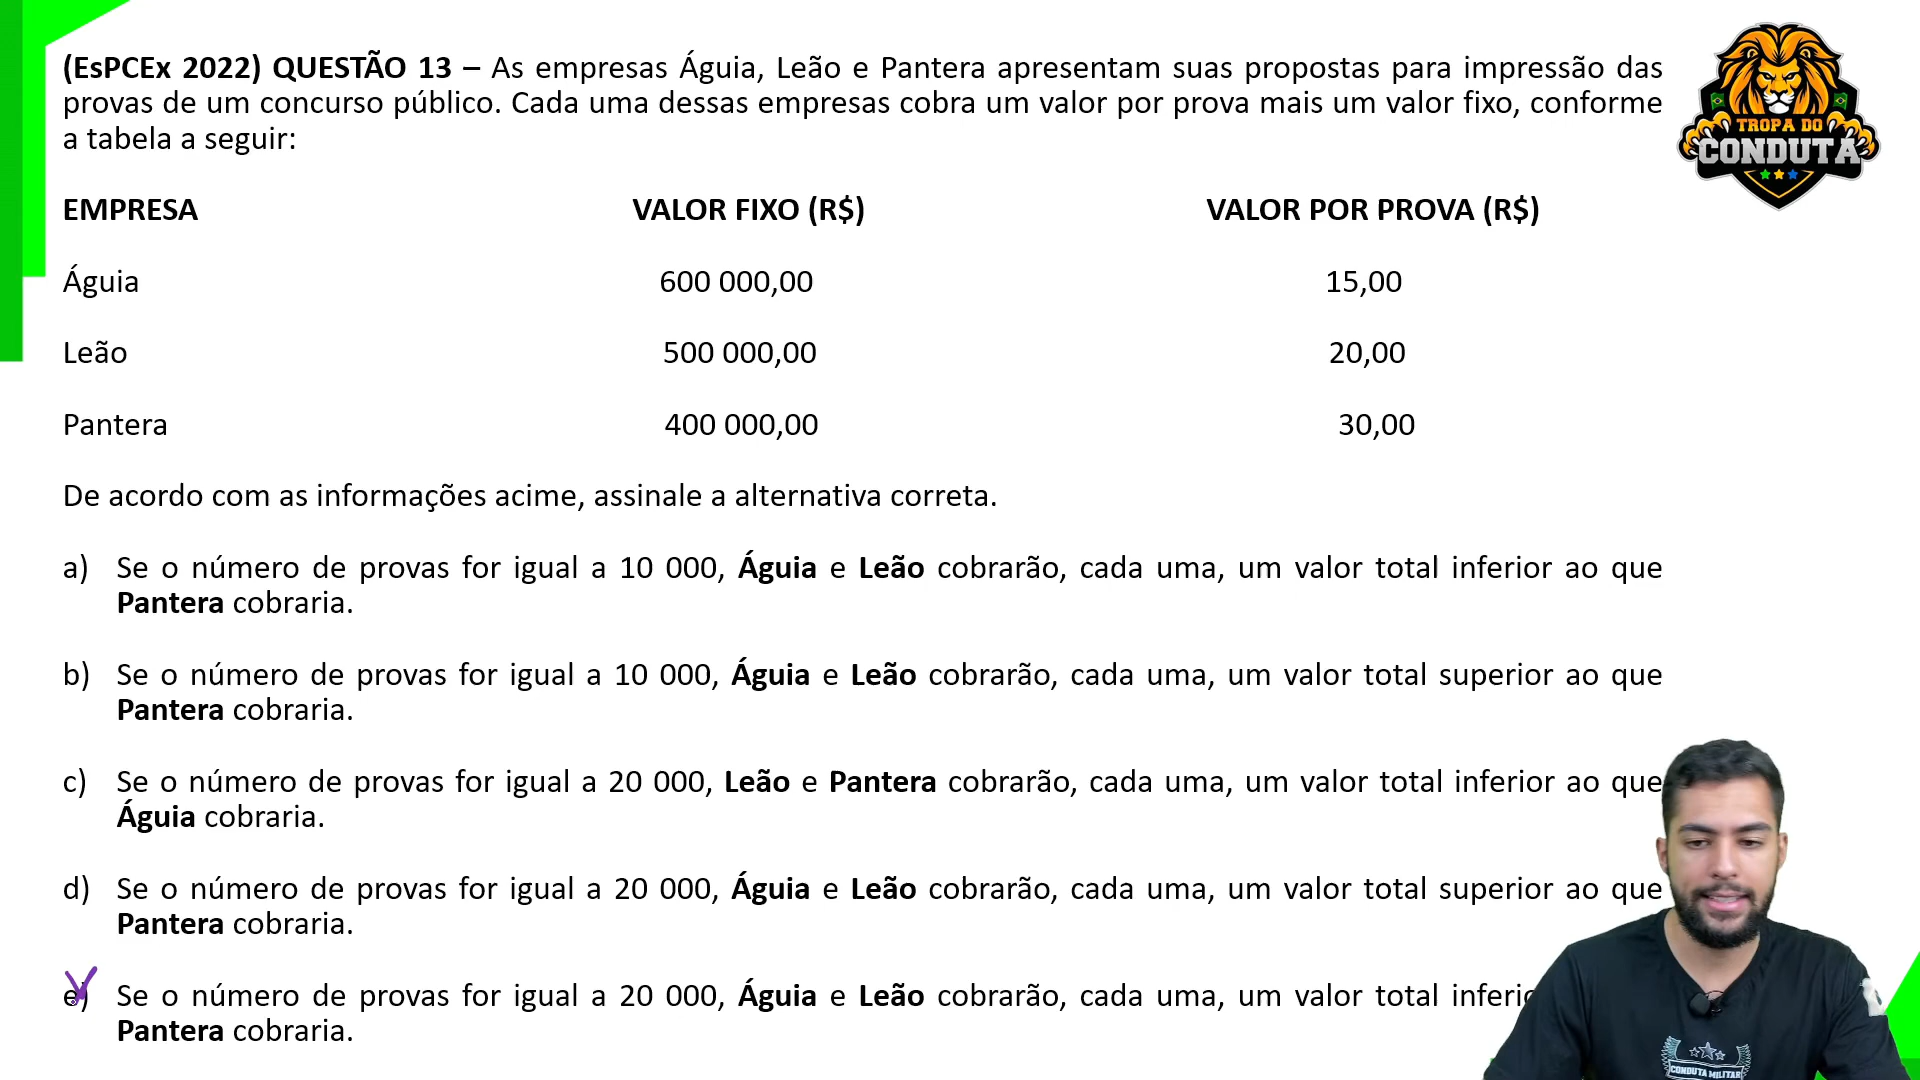 (EsPCEx 2022) QUESTÃO 13 – As empresas Águia, Leão e Pantera apresentam suas propostas para impressão das
provas de um concurso público. Cada uma dessas empresas cobra um valor por prova mais um valor fixo, conforme
a tabela a seguir:
TROPA DO
CONDUTA
EMPRESA VALOR FIXO (R$) VALOR POR PROVA (R$)
Águia 600 000,00 15,00
Leão 500 000,00 20,00
Pantera 400 000,00 30,00
De acordo com as informações acime, assinale a alternativa correta.
a) Se o número de provas for igual a 10 000, Águia e Leão cobrarão, cada uma, um valor total inferior ao que
Pantera cobraria.
b) Se o número de provas for igual a 10 000, Águia e Leão cobrarão, cada uma, um valor total superior ao que
Pantera cobraria.
c) Se o número de provas for igual a 20 000, Leão e Pantera cobrarão, cada uma, um valor total inferior ao que
Águia cobraria.
d) Se o número de provas for igual a 20 000, Águia e Leão cobrarão, cada uma, um valor total superior ao que
Pantera cobraria.
e) Se o número de provas for igual a 20 000, Águia e Leão cobrarão, cada uma, um valor total
Pantera cobraria.
CONDUTA MILITAR